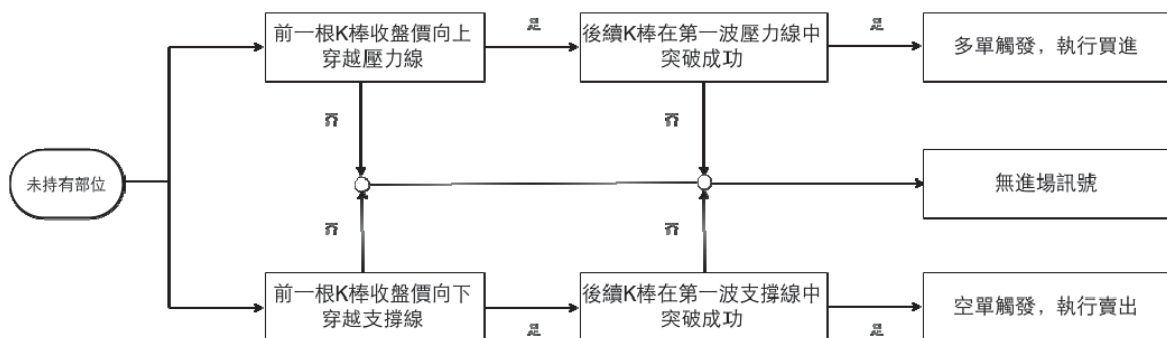 前一根K棒收盤價向上
穿越壓力線
是
後續K棒在第一波壓力線中
突破成功
是
多單觸發，執行買進
否
否
未持有部位
無進場訊號
否
否
前一根K棒收盤價向下
穿越支撐線
是
後續K棒在第一波支撐線中
突破成功
是
空單觸發，執行賣出